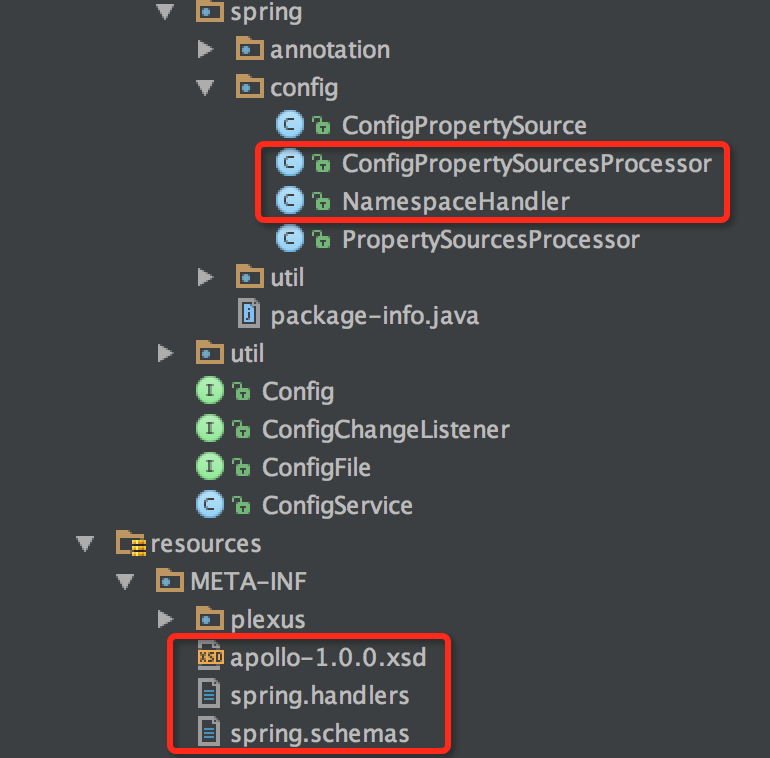 spring
annotation
config
ConfigPropertySource
ConfigPropertySourcesProcessor
NamespaceHandler
PropertySourcesProcessor
util
package-info.java
util
Config
ConfigChangeListener
ConfigFile
ConfigService
resources
META-INF
plexus
apollo-1.0.0.xsd
spring.handlers
spring.schemas